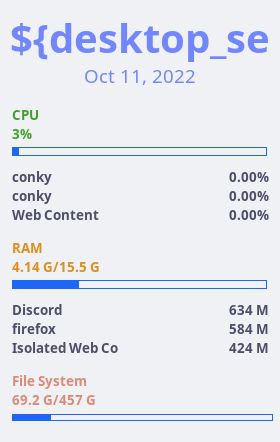 ${desktop_se
Oct 11, 2022
CPU
3%
conky 0.00%
conky 0.00%
Web Content 0.00%
RAM
4.14 G/15.5 G
Discord 634 M
firefox 584 M
Isolated Web Co 424 M
File System
69.2 G/457 G